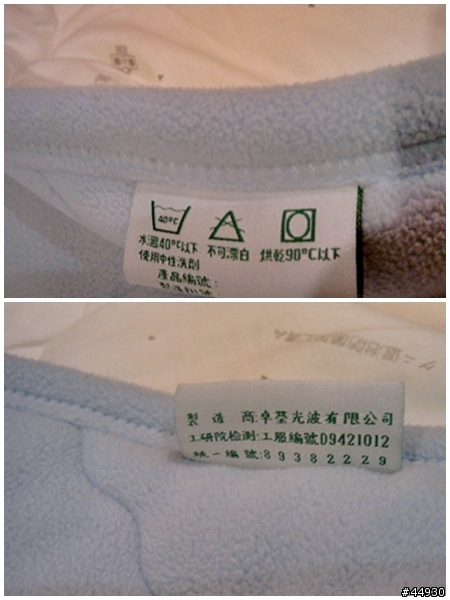 40°C
水溫40°C以下
使用中性洗劑
不可漂白
烘乾90°C以下
產品編號:
製造 商:卓瑩光波有限公司
工研院檢測:工服編號09421012
統一編號:89382229
#44930